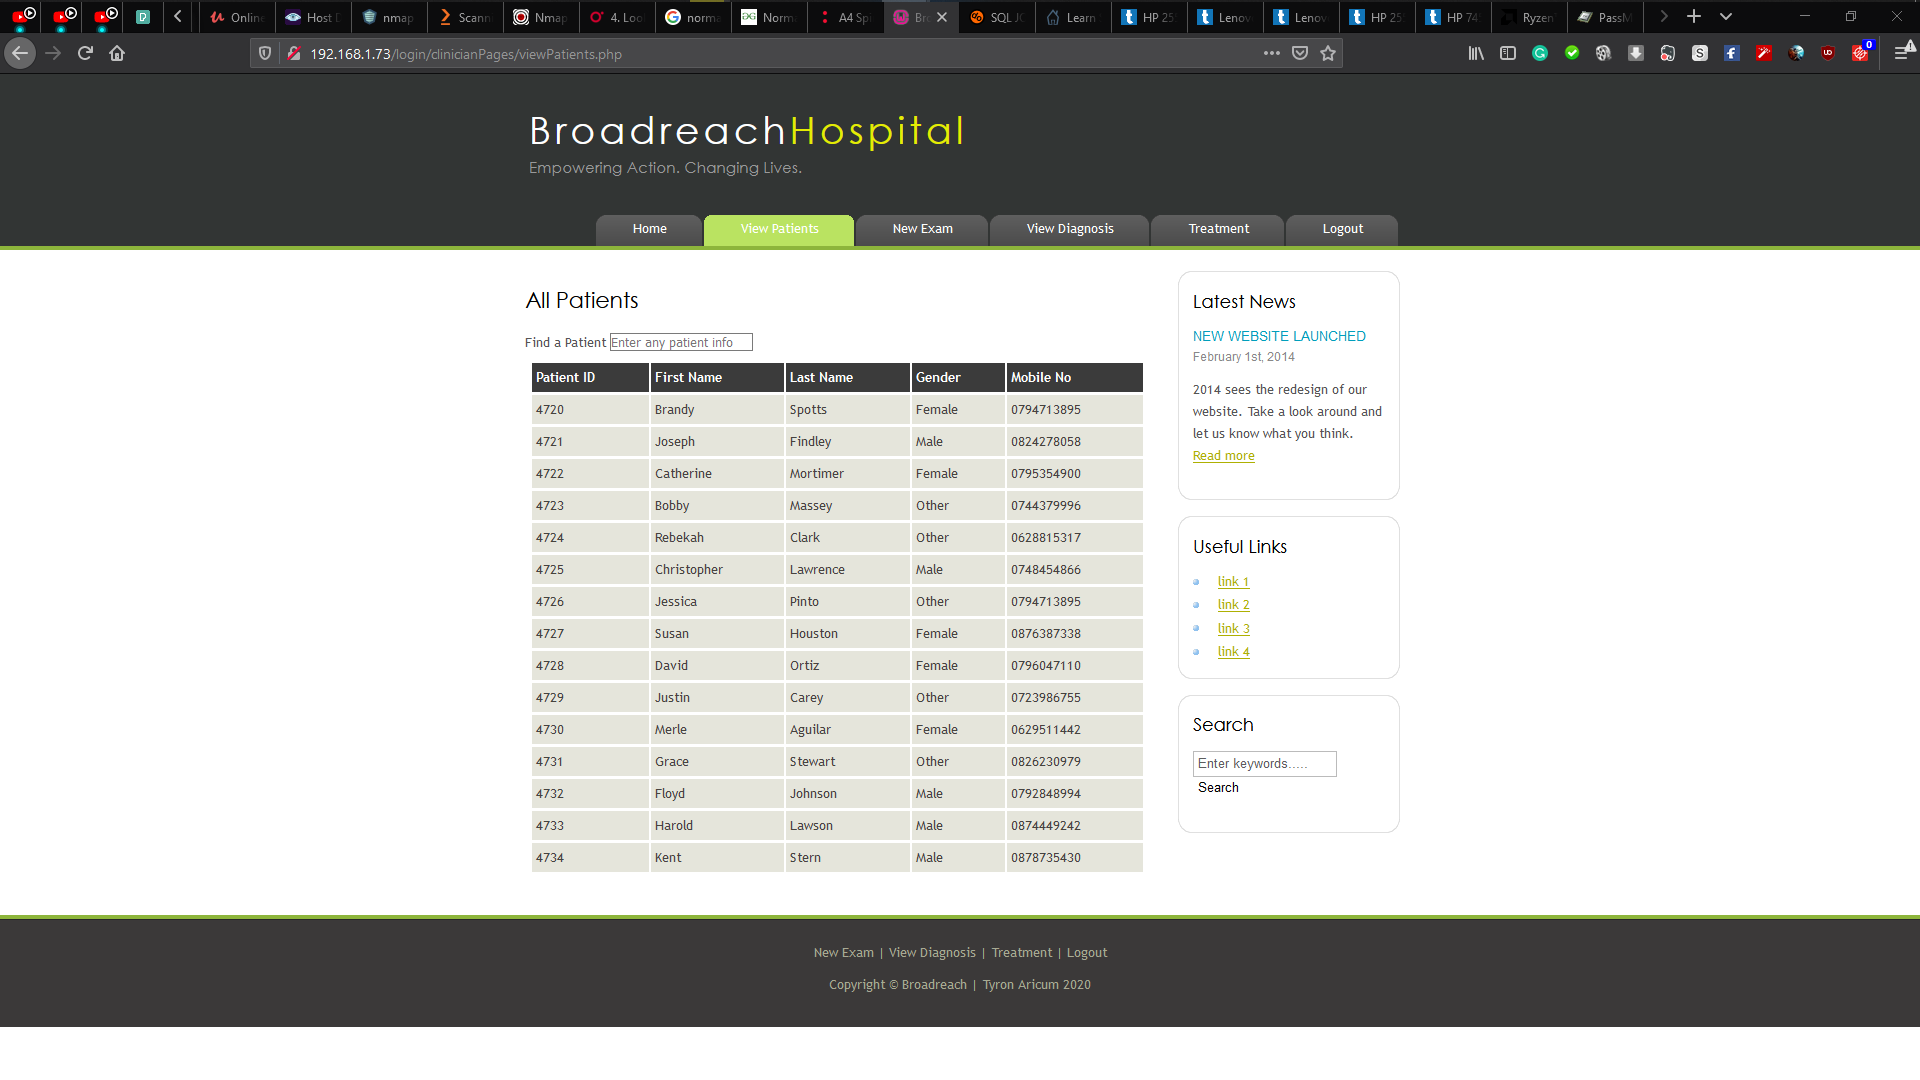 Online
Host D
nmap
Scann
Nmap
4. Loo
norma
Norma
A4 Spi
Bro
SQL JO
Learn
HP 25
Lenov
Lenov
HP 25
HP 74
Ryzen
PassM
192.168.1.73/login/clinicianPages/viewPatients.php
0
BroadreachHospital
Empowering Action. Changing Lives.
Home View Patients New Exam View Diagnosis Treatment Logout
All Patients
Find a Patient Enter any patient info
Patient ID First Name Last Name Gender Mobile No
4720 Brandy Spotts Female 0794713895
4721 Joseph Findley Male 0824278058
4722 Catherine Mortimer Female 0795354900
4723 Bobby Massey Other 0744379996
4724 Rebekah Clark Other 0628815317
4725 Christopher Lawrence Male 0748454866
4726 Jessica Pinto Other 0794713895
4727 Susan Houston Female 0876387338
4728 David Ortiz Female 0796047110
4729 Justin Carey Other 0723986755
4730 Merle Aguilar Female 0629511442
4731 Grace Stewart Other 0826230979
4732 Floyd Johnson Male 0792848994
4733 Harold Lawson Male 0874449242
4734 Kent Stern Male 0878735430
Latest News
NEW WEBSITE LAUNCHED
February 1st, 2014
2014 sees the redesign of our
website. Take a look around and
let us know what you think.
Read more
Useful Links
link 1
link 2
link 3
link 4
Search
Enter keywords.....
Search
New Exam | View Diagnosis | Treatment | Logout
Copyright © Broadreach | Tyron Aricum 2020